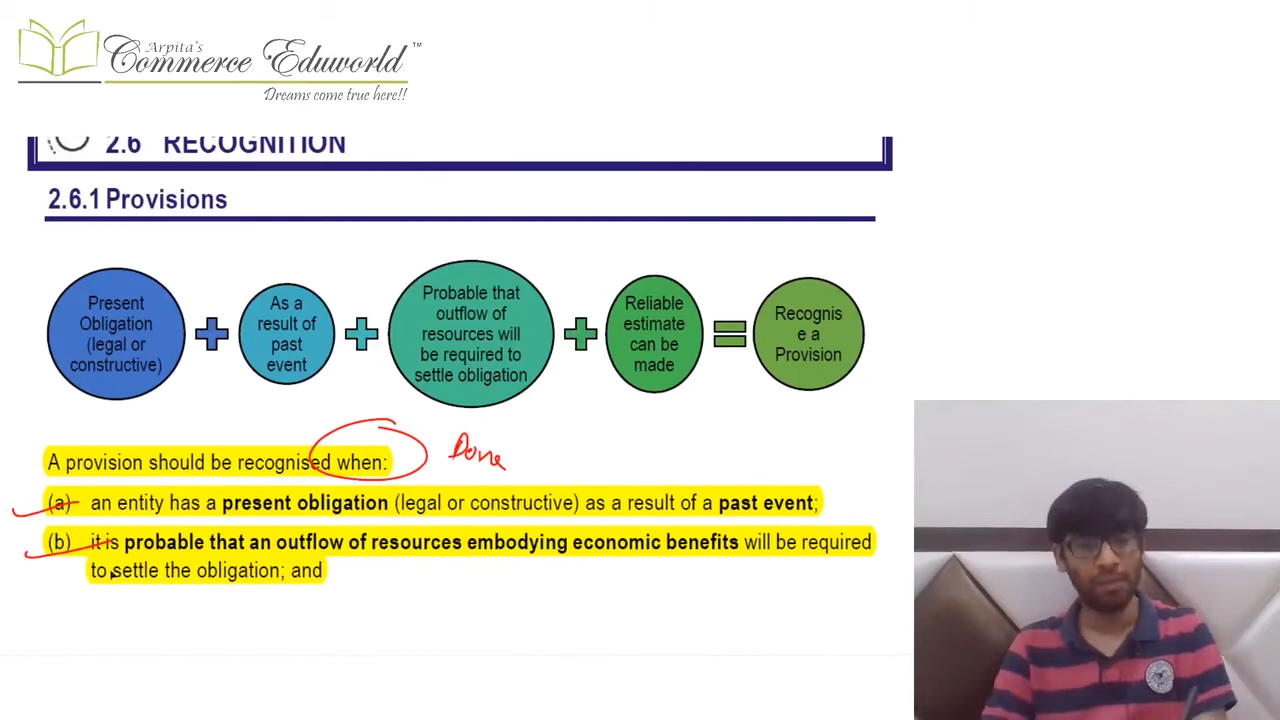 Arpita's
Commerce Eduworld™
Dreams come true here!!
2.6 RECOGNITION
2.6.1 Provisions
Present
Obligation
(legal or
constructive)
As a
result of
past
event
Probable that
outflow of
resources will
be required to
settle obligation
Reliable
estimate
can be
made
Recognis
e a
Provision
A provision should be recognised when:
Done
(a) an entity has a present obligation (legal or constructive) as a result of a past event;
(b) it is probable that an outflow of resources embodying economic benefits will be required
to settle the obligation; and